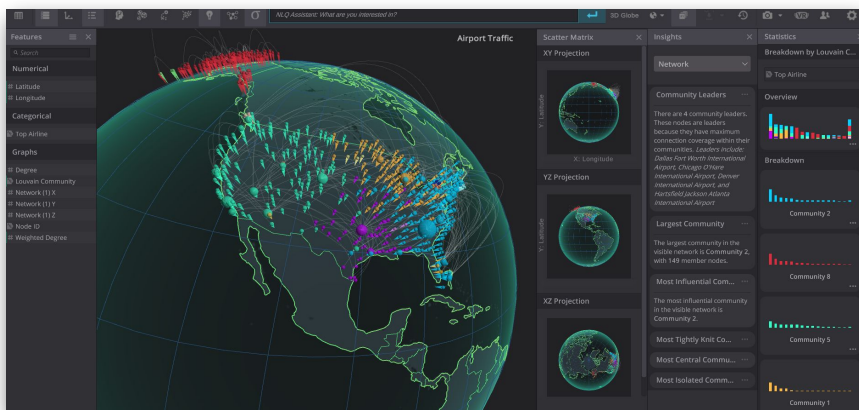 NLQ Assistant: What are you interested in?
3D Globe
VR
Features
Search
Numerical
Latitude
Longitude
Categorical
Top Airline
Graphs
Degree
Louvain Community
Network (1) X
Network (1) Y
Network (1) Z
Node ID
Weighted Degree
Airport Traffic
Scatter Matrix
XY Projection
Y: Latitude
X: Longitude
YZ Projection
Y: Latitude
XZ Projection
Insights
Network
Community Leaders
There are 4 community leaders.
These nodes are leaders
because they have maximum
connection coverage within their
communities. Leaders include:
Dallas Fort Worth International
Airport, Chicago O'Hare
International Airport, Denver
International Airport, and
Hartsfield Jackson Atlanta
International Airport
Largest Community
The largest community in the
visible network is Community 2,
with 149 member nodes.
Most Influential Com...
The most influential community
in the visible network is
Community 2.
Most Tightly Knit Co...
Most Central Commu...
Most Isolated Comm...
Statistics
Breakdown by Louvain C...
Top Airline
Overview
Breakdown
Community 2
Community 8
Community 5
Community 1